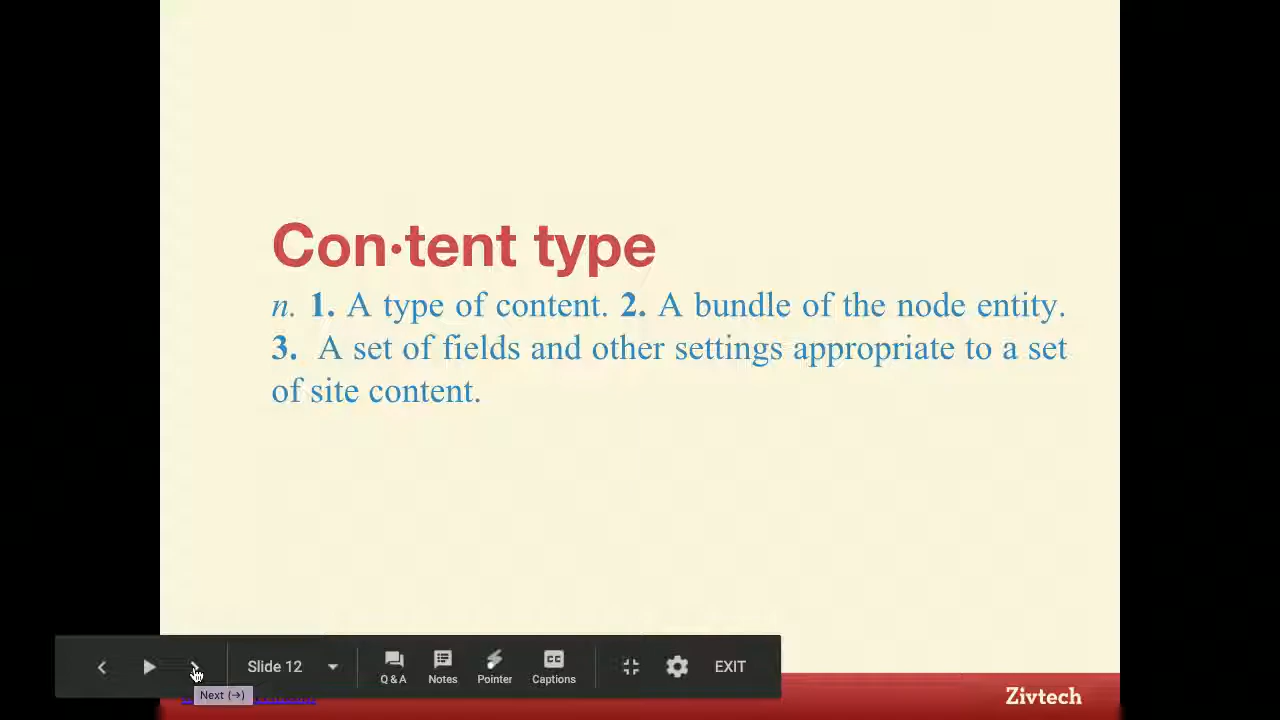 Con·tent type
n. 1. A type of content. 2. A bundle of the node entity.
3. A set of fields and other settings appropriate to a set
of site content.
Slide 12
Q & A
Notes
Pointer
Captions
EXIT
Next (→)
Zivtech